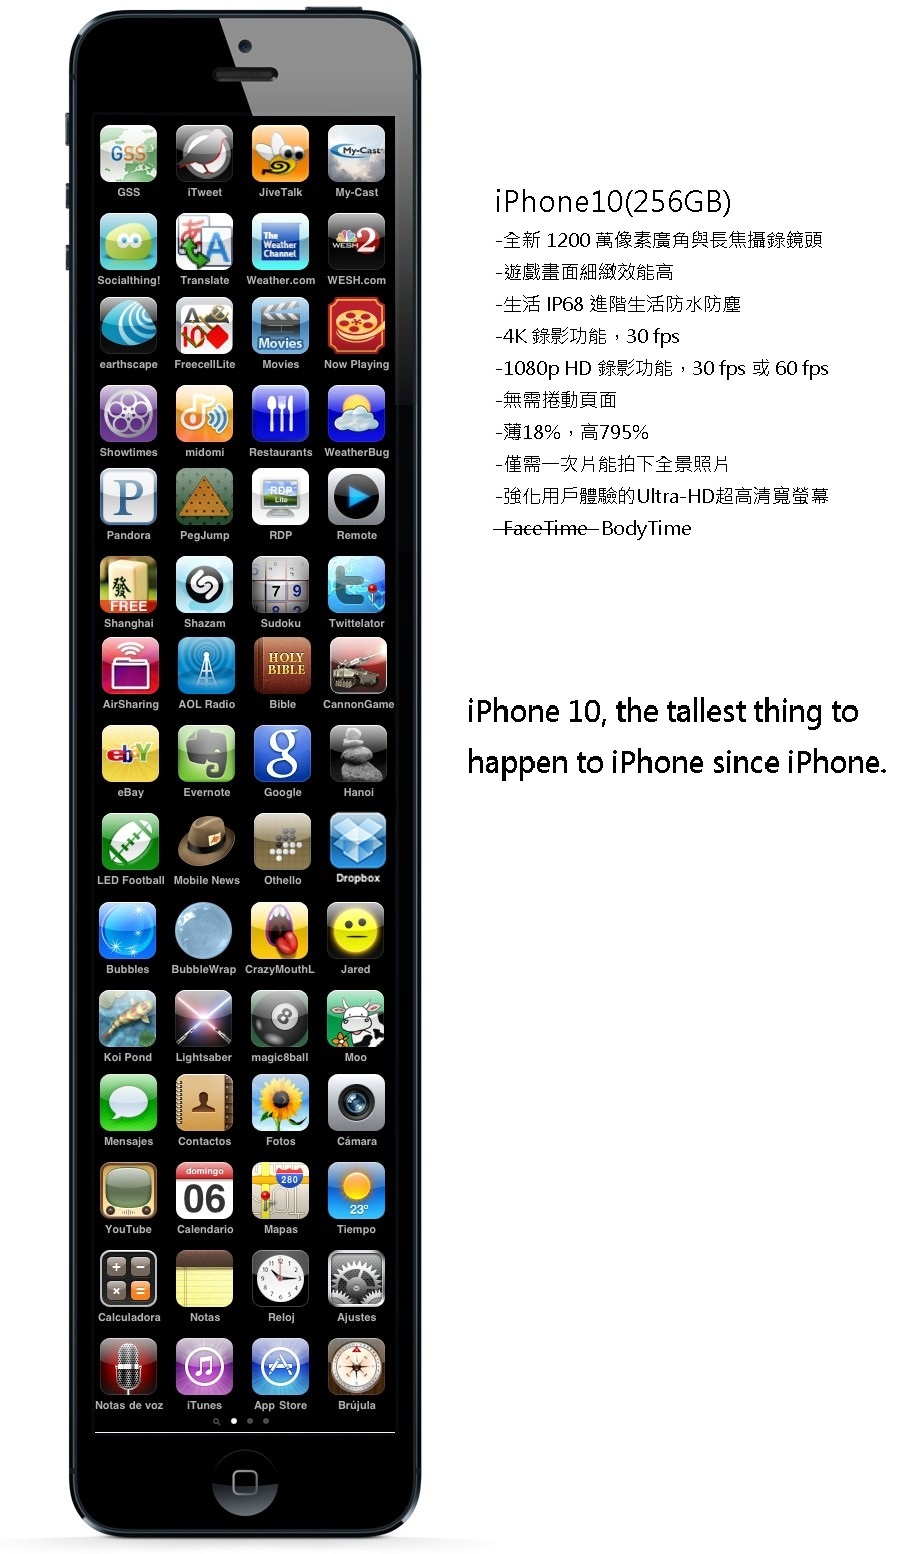 GSS
GSS
iTweet
JiveTalk
My-Cast
My-Cast
Socialthing!
あ
A
Translate
The
Weather
Channel
Weather.com
WESH 2
WESH.com
earthscape
A
10
FreecellLite
Movies
Movies
Now Playing
Showtimes
midomi
Restaurants
WeatherBug
P
Pandora
PegJump
RDP
Lite
RDP
Remote
發
FREE
Shanghai
Shazam
4
7 9
8 2
Sudoku
t
Twittelator
AirSharing
AOL Radio
HOLY
BIBLE
Bible
CannonGame
ebY
eBay
Evernote
g
Google
Hanoi
LED Football
Mobile News
Othello
Dropbox
Bubbles
BubbleWrap
CrazyMouthL
Jared
Koi Pond
Lightsaber
8
magic8ball
Moo
Mensajes
Contactos
Fotos
Cámara
YouTube
domingo
06
Calendario
280
Mapas
23º
Tiempo
+ −
× =
Calculadora
Notas
Reloj
Ajustes
Notas de voz
iTunes
App Store
Brújula
iPhone10(256GB)
-全新 1200 萬像素廣角與長焦攝錄鏡頭
-遊戲畫面細緻效能高
-生活 IP68 進階生活防水防塵
-4K 錄影功能，30 fps
-1080p HD 錄影功能，30 fps 或 60 fps
-無需捲動頁面
-薄18%，高795%
-僅需一次片能拍下全景照片
-強化用戶體驗的Ultra-HD超高清寬螢幕
-FaceTime BodyTime
iPhone 10, the tallest thing to
happen to iPhone since iPhone.